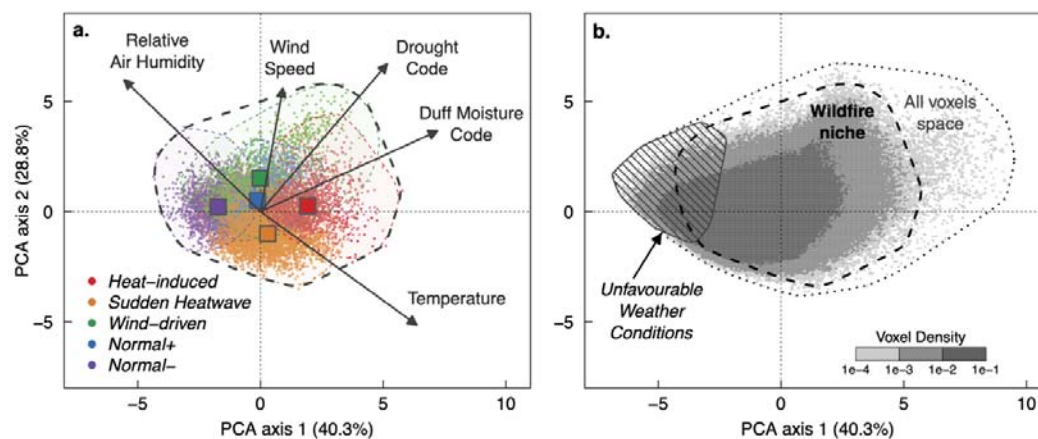 a.
Relative
Air Humidity
Wind
Speed
Drought
Code
Duff Moisture
Code
Temperature
Heat−induced
Sudden Heatwave
Wind−driven
Normal+
Normal−
PCA axis 2 (28.8%)
5
0
−5
−5
0
5
10
PCA axis 1 (40.3%)
b.
Wildfire
niche
All voxels
space
Unfavourable
Weather
Conditions
Voxel Density
1e−4
1e−3
1e−2
1e−1
5
0
−5
−5
0
5
10
PCA axis 1 (40.3%)